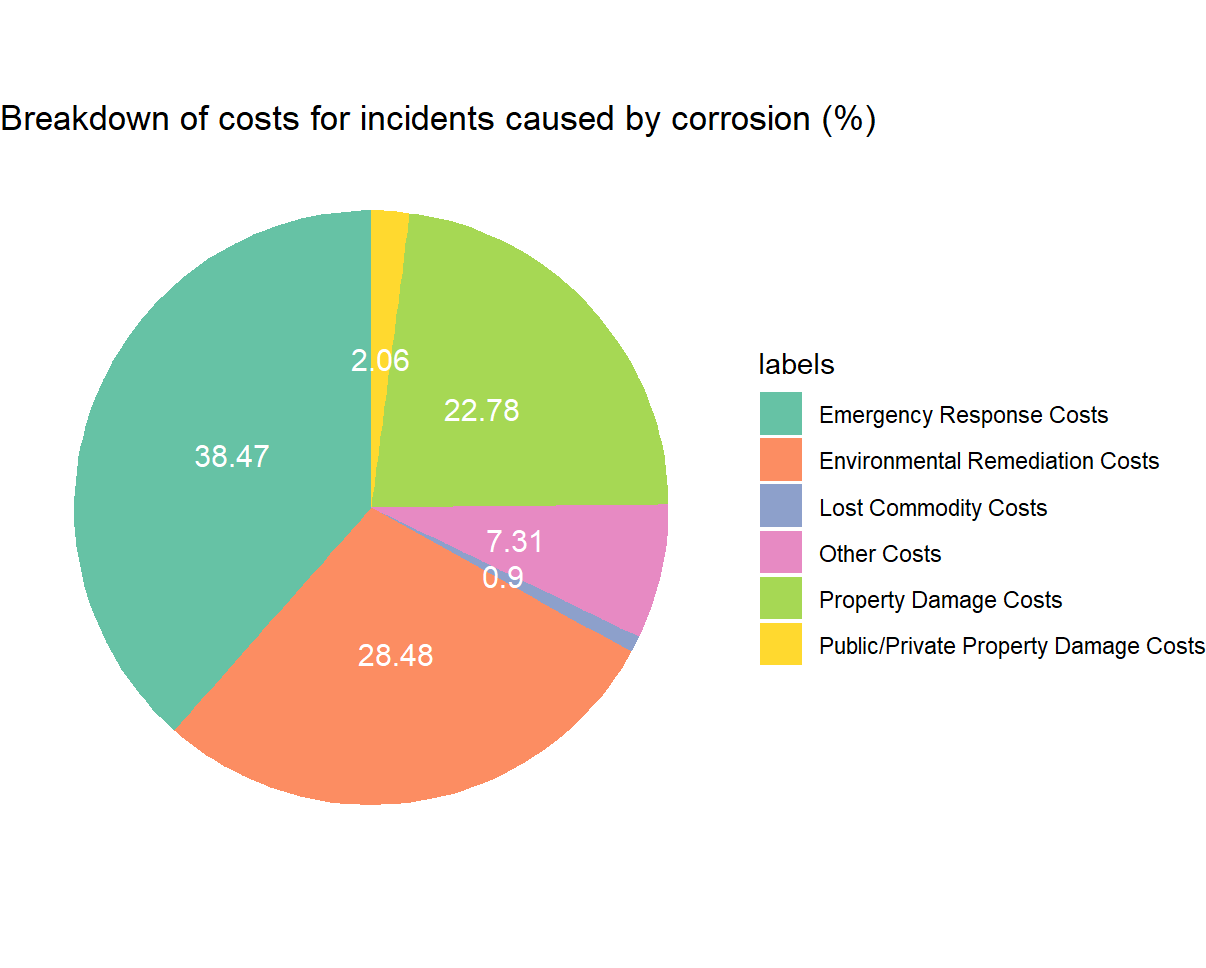 Breakdown of costs for incidents caused by corrosion (%)
2.06
22.78
38.47
7.31
0.9
28.48
labels
Emergency Response Costs
Environmental Remediation Costs
Lost Commodity Costs
Other Costs
Property Damage Costs
Public/Private Property Damage Costs